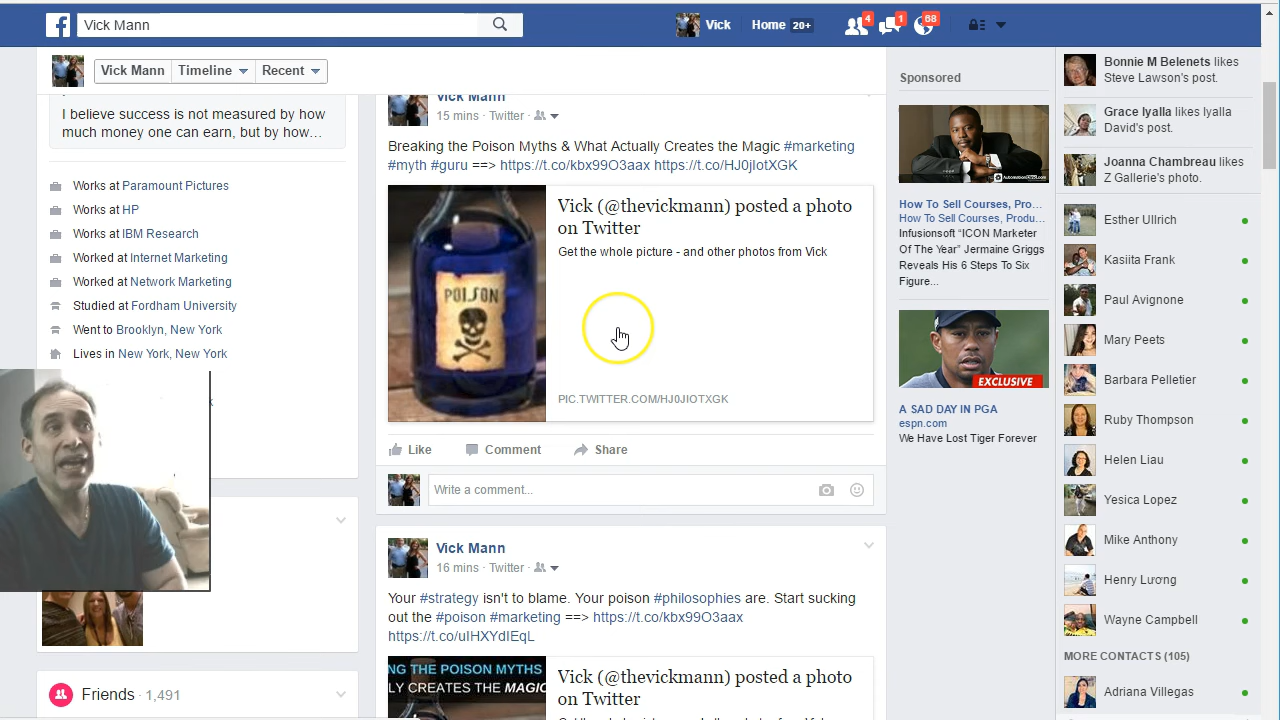 Vick Mann
Vick
Home 20+
4
1
68
Vick Mann
Timeline
Recent
I believe success is not measured by how
much money one can earn, but by how…
Works at Paramount Pictures
Works at HP
Works at IBM Research
Worked at Internet Marketing
Worked at Network Marketing
Studied at Fordham University
Went to Brooklyn, New York
Lives in New York, New York
Friends · 1,491
Vick Mann
15 mins · Twitter ·
Breaking the Poison Myths & What Actually Creates the Magic #marketing
#myth #guru ==> https://t.co/kbx99O3aax https://t.co/HJ0jIotXGK
POISON
Vick (@thevickmann) posted a photo
on Twitter
Get the whole picture - and other photos from Vick
PIC.TWITTER.COM/HJ0JIOTXGK
Like
Comment
Share
Write a comment...
Vick Mann
16 mins · Twitter ·
Your #strategy isn't to blame. Your poison #philosophies are. Start sucking
out the #poison #marketing ==> https://t.co/kbx99O3aax
https://t.co/uIHXYdIEqL
NG THE POISON MYTHS
LY CREATES THE MAGIC
Vick (@thevickmann) posted a photo
on Twitter
Sponsored
How To Sell Courses, Pro...
How To Sell Courses, Produ...
Infusionsoft “ICON Marketer
Of The Year” Jermaine Griggs
Reveals His 6 Steps To Six
Figure...
EXCLUSIVE
A SAD DAY IN PGA
espn.com
We Have Lost Tiger Forever
Bonnie M Belenets likes
Steve Lawson's post.
Grace Iyalla likes Iyalla
David's post.
Joanna Chambreau likes
Z Gallerie's photo.
Esther Ullrich
Kasiita Frank
Paul Avignone
Mary Peets
Barbara Pelletier
Ruby Thompson
Helen Liau
Yesica Lopez
Mike Anthony
Henry Lương
Wayne Campbell
MORE CONTACTS (105)
Adriana Villegas